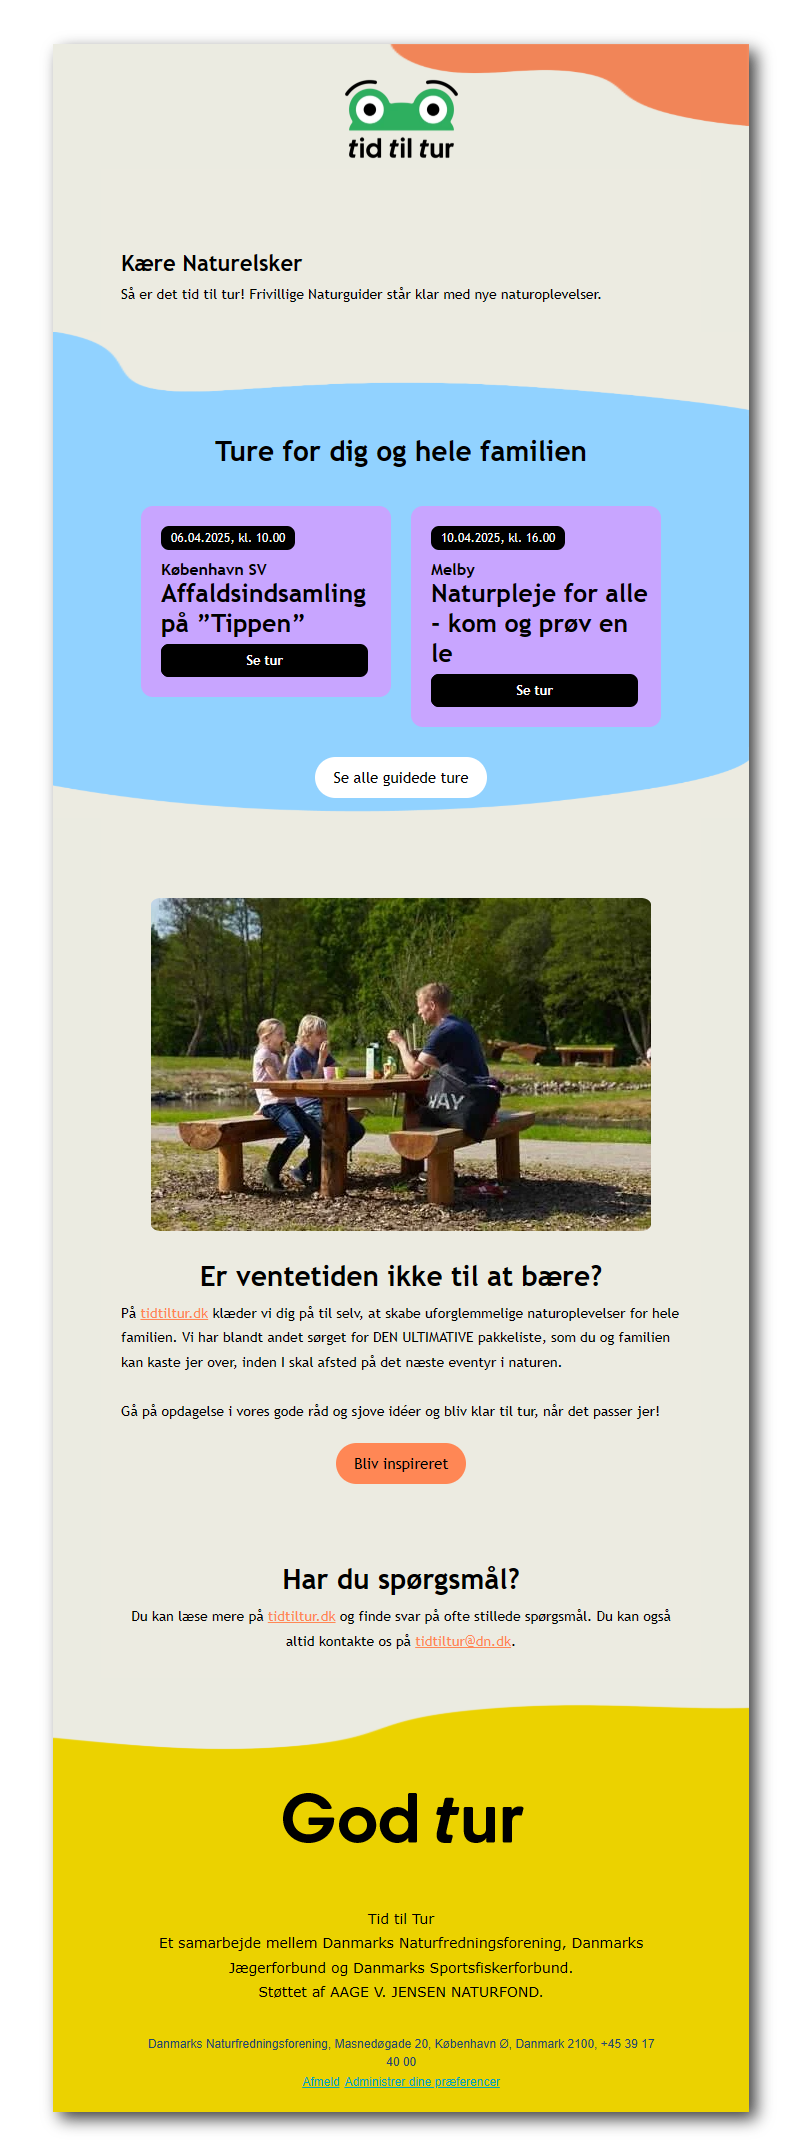 tid til tur
Kære Naturelsker
Så er det tid til tur! Frivillige Naturguider står klar med nye naturoplevelser.
Ture for dig og hele familien
06.04.2025, kl. 10.00
København SV
Affaldsindsamling
på ”Tippen”
Se tur
10.04.2025, kl. 16.00
Melby
Naturpleje for alle
- kom og prøv en
le
Se tur
Se alle guidede ture
WAY
Er ventetiden ikke til at bære?
På tidtiltur.dk klæder vi dig på til selv, at skabe uforglemmelige naturoplevelser for hele
familien. Vi har blandt andet sørget for DEN ULTIMATIVE pakkeliste, som du og familien
kan kaste jer over, inden I skal afsted på det næste eventyr i naturen.
Gå på opdagelse i vores gode råd og sjove idéer og bliv klar til tur, når det passer jer!
Bliv inspireret
Har du spørgsmål?
Du kan læse mere på tidtiltur.dk og finde svar på ofte stillede spørgsmål. Du kan også
altid kontakte os på tidtiltur@dn.dk.
God tur
Tid til Tur
Et samarbejde mellem Danmarks Naturfredningsforening, Danmarks
Jægerforbund og Danmarks Sportsfiskerforbund.
Støttet af AAGE V. JENSEN NATURFOND.
Danmarks Naturfredningsforening, Masnedøgade 20, København Ø, Danmark 2100, +45 39 17
40 00
Afmeld Administrer dine præferencer